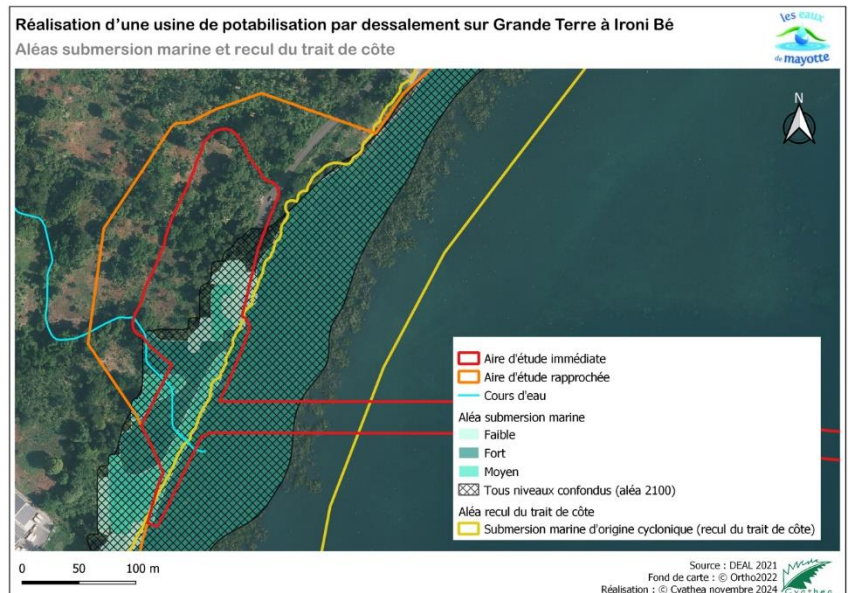 Réalisation d'une usine de potabilisation par dessalement sur Grande Terre à Ironi Bé
Aléas submersion marine et recul du trait de côte
les eaux
de mayotte
N
Aire d'étude immédiate
Aire d'étude rapprochée
Cours d'eau
Aléa submersion marine
Faible
Fort
Moyen
Tous niveaux confondus (aléa 2100)
Aléa recul du trait de côte
Submersion marine d'origine cyclonique (recul du trait de côte)
0 50 100 m
Source : DEAL 2021
Fond de carte : © Ortho2022
Réalisation : © Cyathea novembre 2024
Cyathea